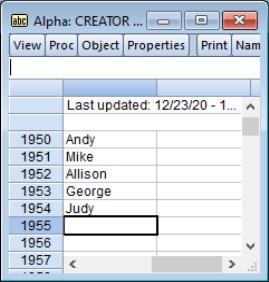 abc Alpha: CREATOR ...
View Proc Object Properties Print Nam
Last updated: 12/23/20 - 1...
1950 Andy
1951 Mike
1952 Allison
1953 George
1954 Judy
1955
1956
1957